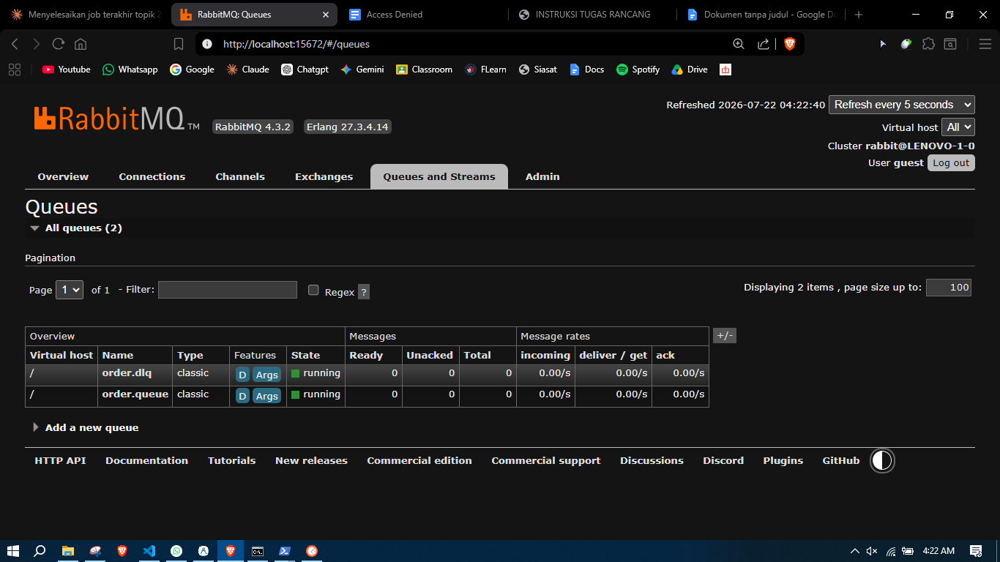 Menyelesaikan job terakhir topik 2
RabbitMQ: Queues
Access Denied
INSTRUKSI TUGAS RANCANG
Dokumen tanpa judul - Google Do
http://localhost:15672/#/queues
Youtube Whatsapp Google Claude Chatgpt Gemini Classroom FLearn Siasat Docs Spotify Drive
Refreshed 2026-07-22 04:22:40 Refresh every 5 seconds
RabbitMQ TM RabbitMQ 4.3.2 Erlang 27.3.4.14
Virtual host All
Cluster rabbit@LENOVO-1-0
User guest Log out
Overview Connections Channels Exchanges Queues and Streams Admin
Queues
All queues (2)
Pagination
Page 1 of 1 - Filter: Regex ? Displaying 2 items , page size up to: 100
Overview Messages Message rates +/-
Virtual host Name Type Features State Ready Unacked Total incoming deliver / get ack
/ order.dlq classic D Args running 0 0 0 0.00/s 0.00/s 0.00/s
/ order.queue classic D Args running 0 0 0 0.00/s 0.00/s 0.00/s
Add a new queue
HTTP API Documentation Tutorials New releases Commercial edition Commercial support Discussions Discord Plugins GitHub
4:22 AM